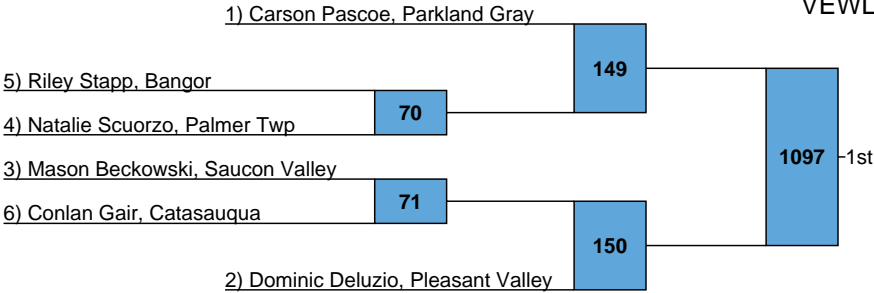 VEWL
1) Carson Pascoe, Parkland Gray
149
5) Riley Stapp, Bangor
70
4) Natalie Scuorzo, Palmer Twp
3) Mason Beckowski, Saucon Valley
1097
1st
71
6) Conlan Gair, Catasauqua
150
2) Dominic Deluzio, Pleasant Valley